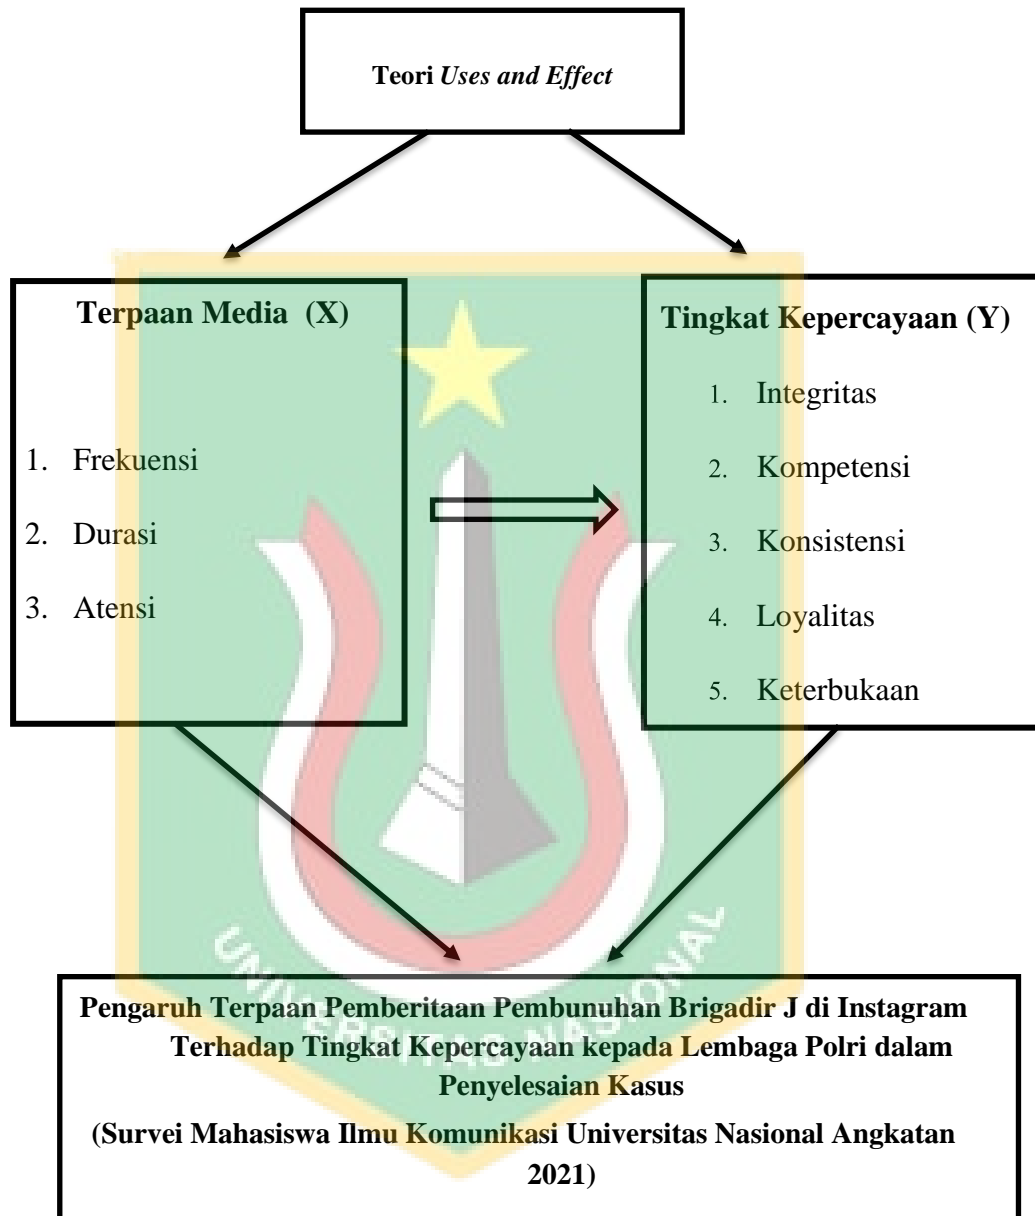 Teori Uses and Effect
Terpaan Media (X)
1. Frekuensi
2. Durasi
3. Atensi
Tingkat Kepercayaan (Y)
1. Integritas
2. Kompetensi
3. Konsistensi
4. Loyalitas
5. Keterbukaan
Pengaruh Terpaan Pemberitaan Pembunuhan Brigadir J di Instagram
Terhadap Tingkat Kepercayaan kepada Lembaga Polri dalam
Penyelesaian Kasus
(Survei Mahasiswa Ilmu Komunikasi Universitas Nasional Angkatan
2021)
UNIVERSITAS NASIONAL